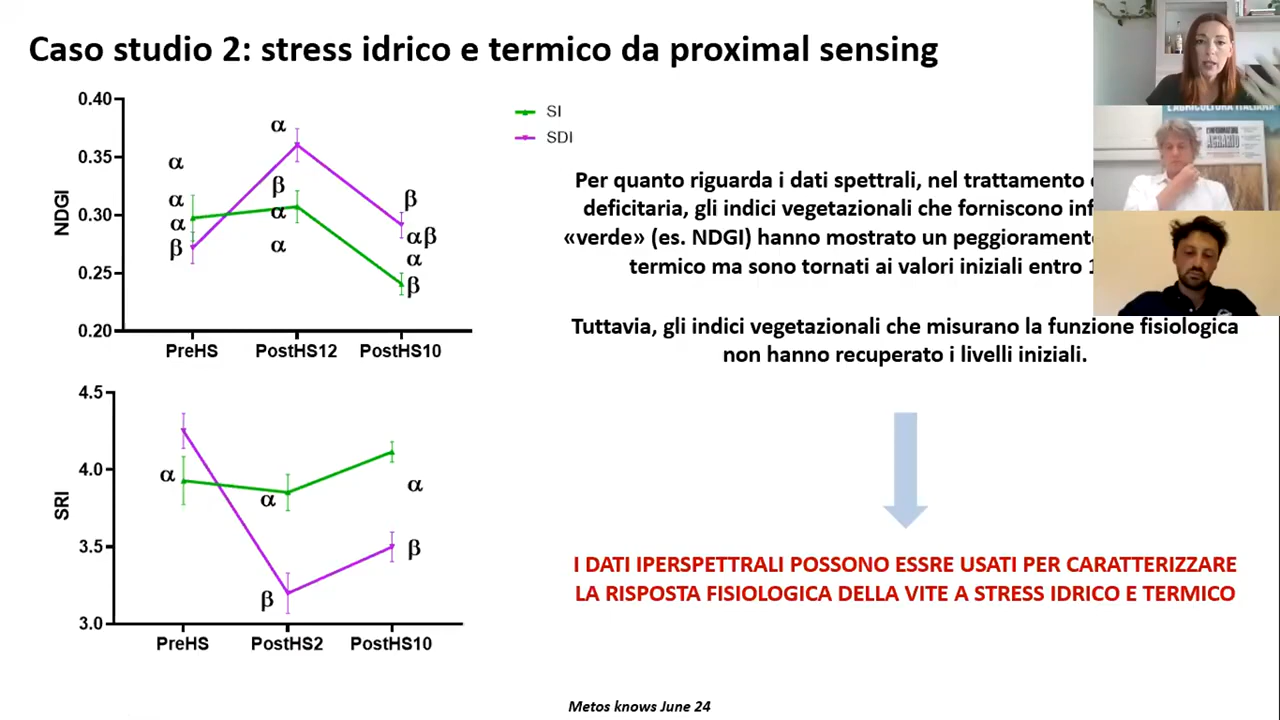 Caso studio 2: stress idrico e termico da proximal sensing
L'AGRICOLTURA ITALIANA
L'INFORMATORE
AGRARIO
0.40
0.35
0.30
0.25
0.20
NDGI
α
α
α
β
α
β
α
α
β
αβ
α
β
PreHS
PostHS12
PostHS10
SI
SDI
Per quanto riguarda i dati spettrali, nel trattamento
deficitaria, gli indici vegetazionali che forniscono
«verde» (es. NDGI) hanno mostrato un peggioramento
termico ma sono tornati ai valori iniziali entro
Tuttavia, gli indici vegetazionali che misurano la funzione fisiologica
non hanno recuperato i livelli iniziali.
4.5
4.0
3.5
3.0
SRI
α
α
β
α
β
PreHS
PostHS2
PostHS10
I DATI IPERSPETTRALI POSSONO ESSRE USATI PER CARATTERIZZARE
LA RISPOSTA FISIOLOGICA DELLA VITE A STRESS IDRICO E TERMICO
Metos knows June 24